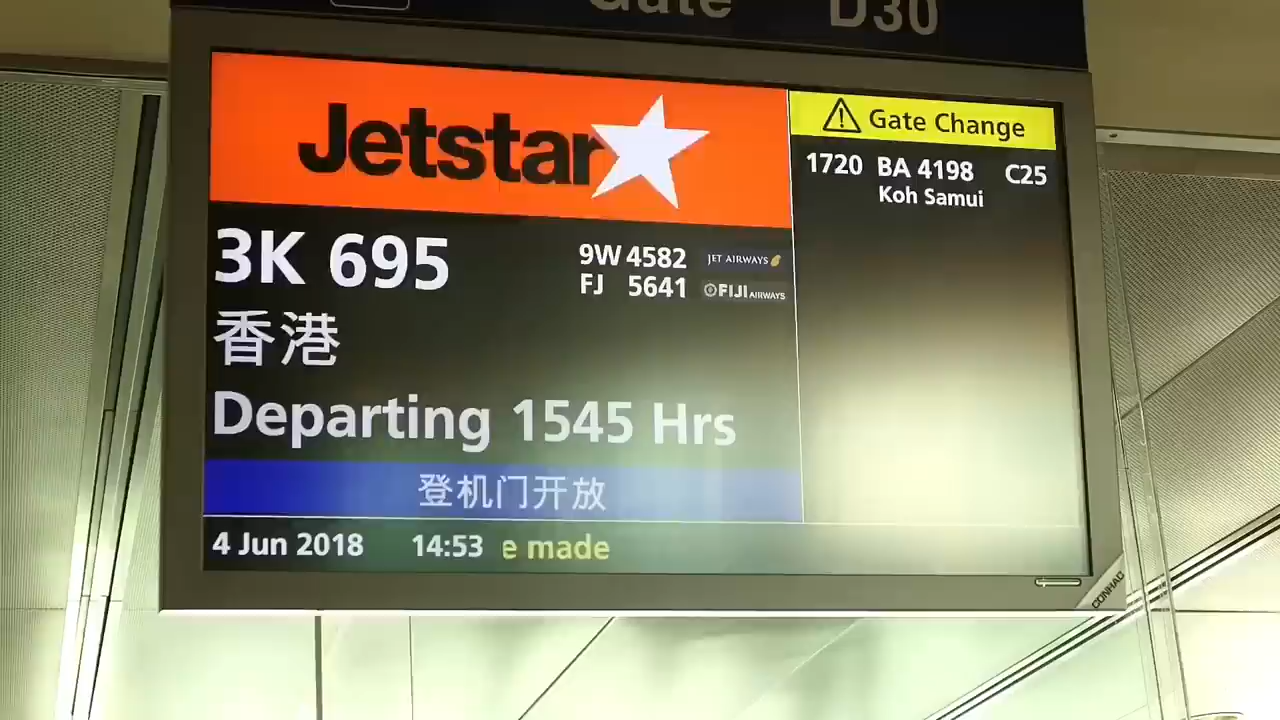 Gate D30
Jetstar
3K 695
9W 4582 JET AIRWAYS
FJ 5641 FIJI AIRWAYS
香港
Departing 1545 Hrs
登机门开放
4 Jun 2018 14:53 e made
Gate Change
1720 BA 4198 C25
Koh Samui
CONRAC